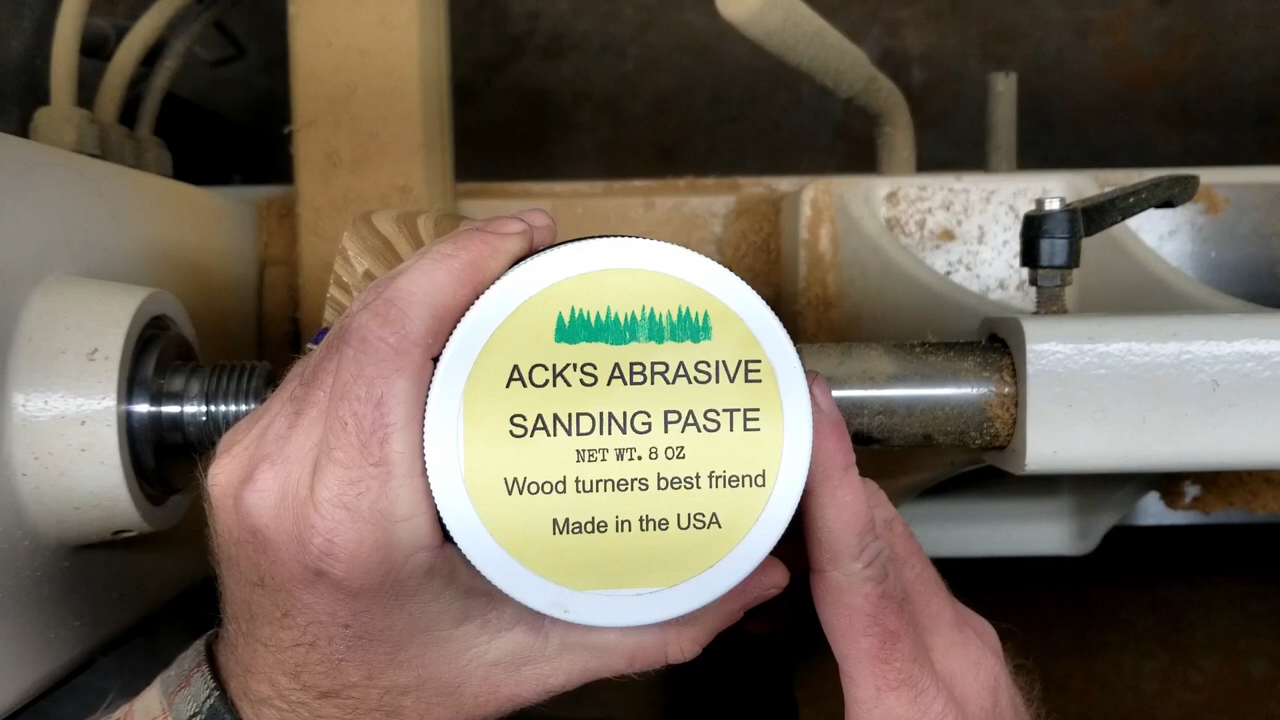 ACK'S ABRASIVE
SANDING PASTE
NET WT. 8 OZ
Wood turners best friend
Made in the USA